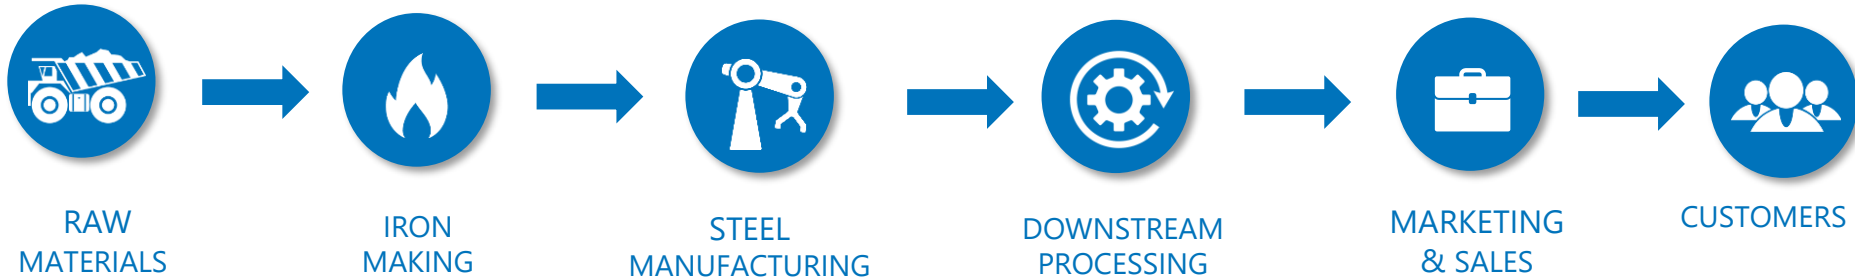 RAW
MATERIALS
IRON
MAKING
STEEL
MANUFACTURING
DOWNSTREAM
PROCESSING
MARKETING
& SALES
CUSTOMERS